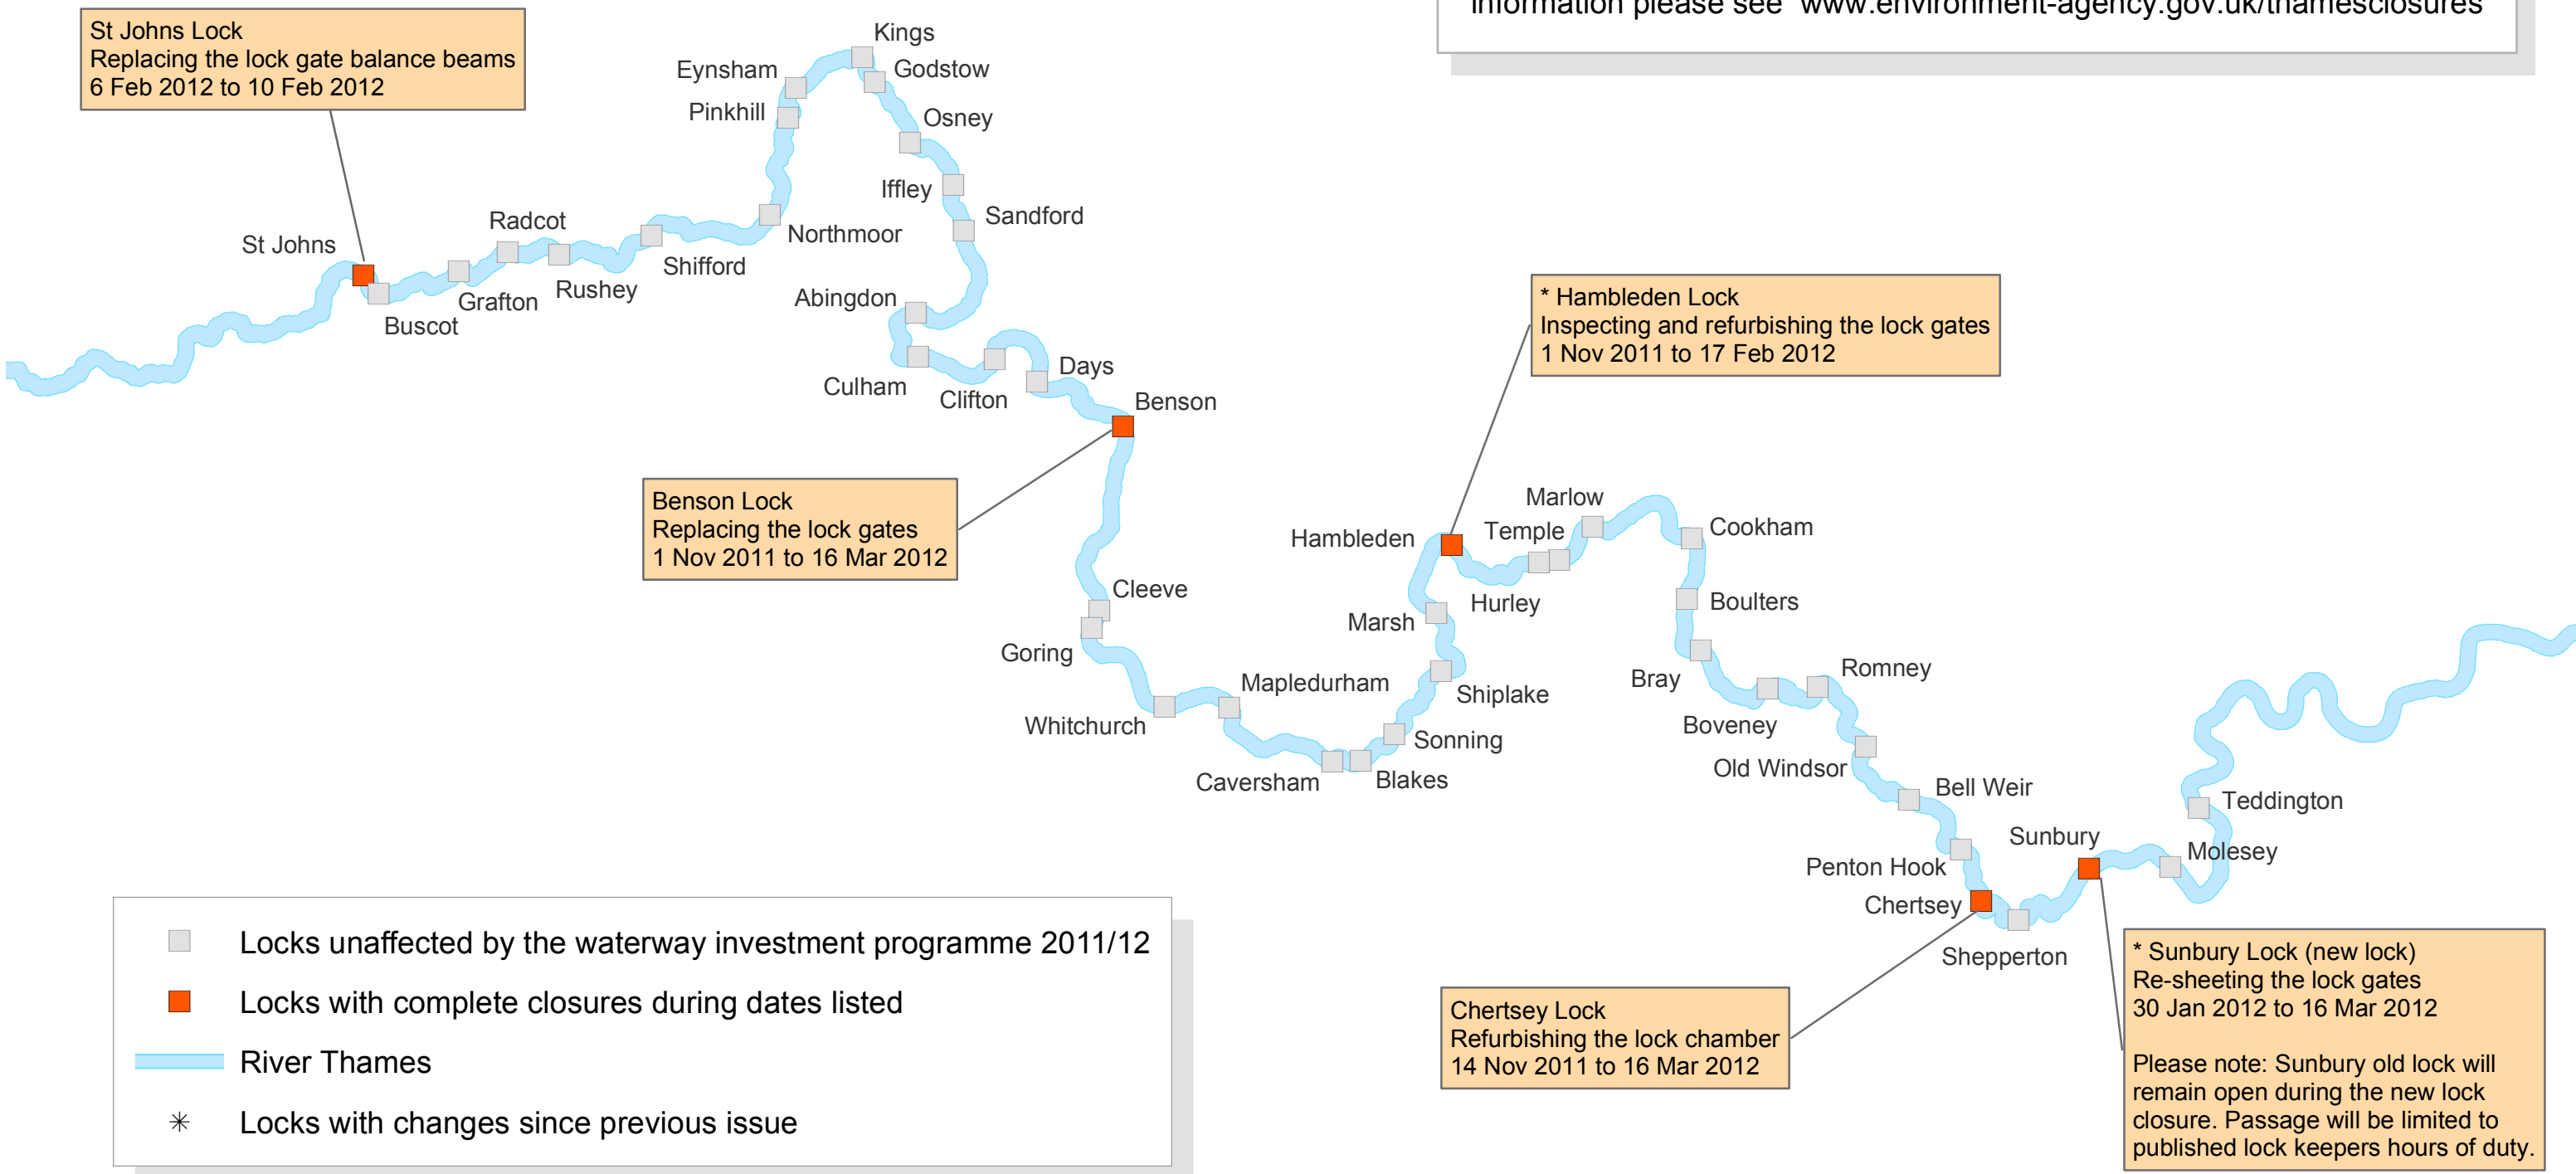 information please see www.environment-agency.gov.uk/thamesclosures
St Johns Lock
Replacing the lock gate balance beams
6 Feb 2012 to 10 Feb 2012
Kings
Eynsham
Godstow
Pinkhill
Osney
Iffley
Sandford
Radcot
St Johns
Northmoor
Shifford
Rushey
Grafton
Buscot
Abingdon
Culham
Clifton
Days
Benson
* Hambleden Lock
Inspecting and refurbishing the lock gates
1 Nov 2011 to 17 Feb 2012
Benson Lock
Replacing the lock gates
1 Nov 2011 to 16 Mar 2012
Marlow
Temple
Hambleden
Cookham
Cleeve
Hurley
Boulters
Marsh
Goring
Mapledurham
Shiplake
Bray
Romney
Whitchurch
Sonning
Boveney
Caversham
Blakes
Old Windsor
Bell Weir
Teddington
Sunbury
Molesey
Penton Hook
Chertsey
Shepperton
* Sunbury Lock (new lock)
Re-sheeting the lock gates
30 Jan 2012 to 16 Mar 2012
Please note: Sunbury old lock will
remain open during the new lock
closure. Passage will be limited to
published lock keepers hours of duty.
Chertsey Lock
Refurbishing the lock chamber
14 Nov 2011 to 16 Mar 2012
Locks unaffected by the waterway investment programme 2011/12
Locks with complete closures during dates listed
River Thames
* Locks with changes since previous issue